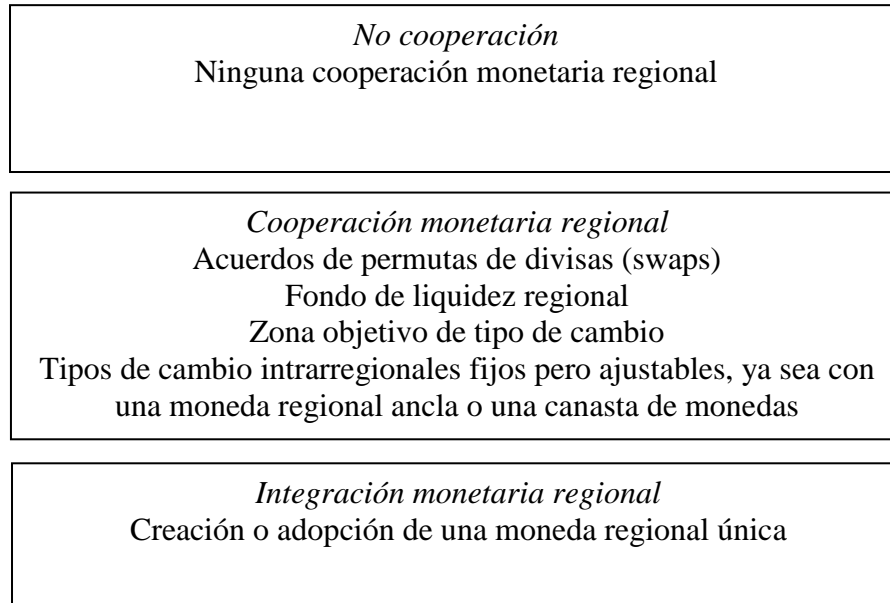 No cooperación
Ninguna cooperación monetaria regional
Cooperación monetaria regional
Acuerdos de permutas de divisas (swaps)
Fondo de liquidez regional
Zona objetivo de tipo de cambio
Tipos de cambio intrarregionales fijos pero ajustables, ya sea con
una moneda regional ancla o una canasta de monedas
Integración monetaria regional
Creación o adopción de una moneda regional única